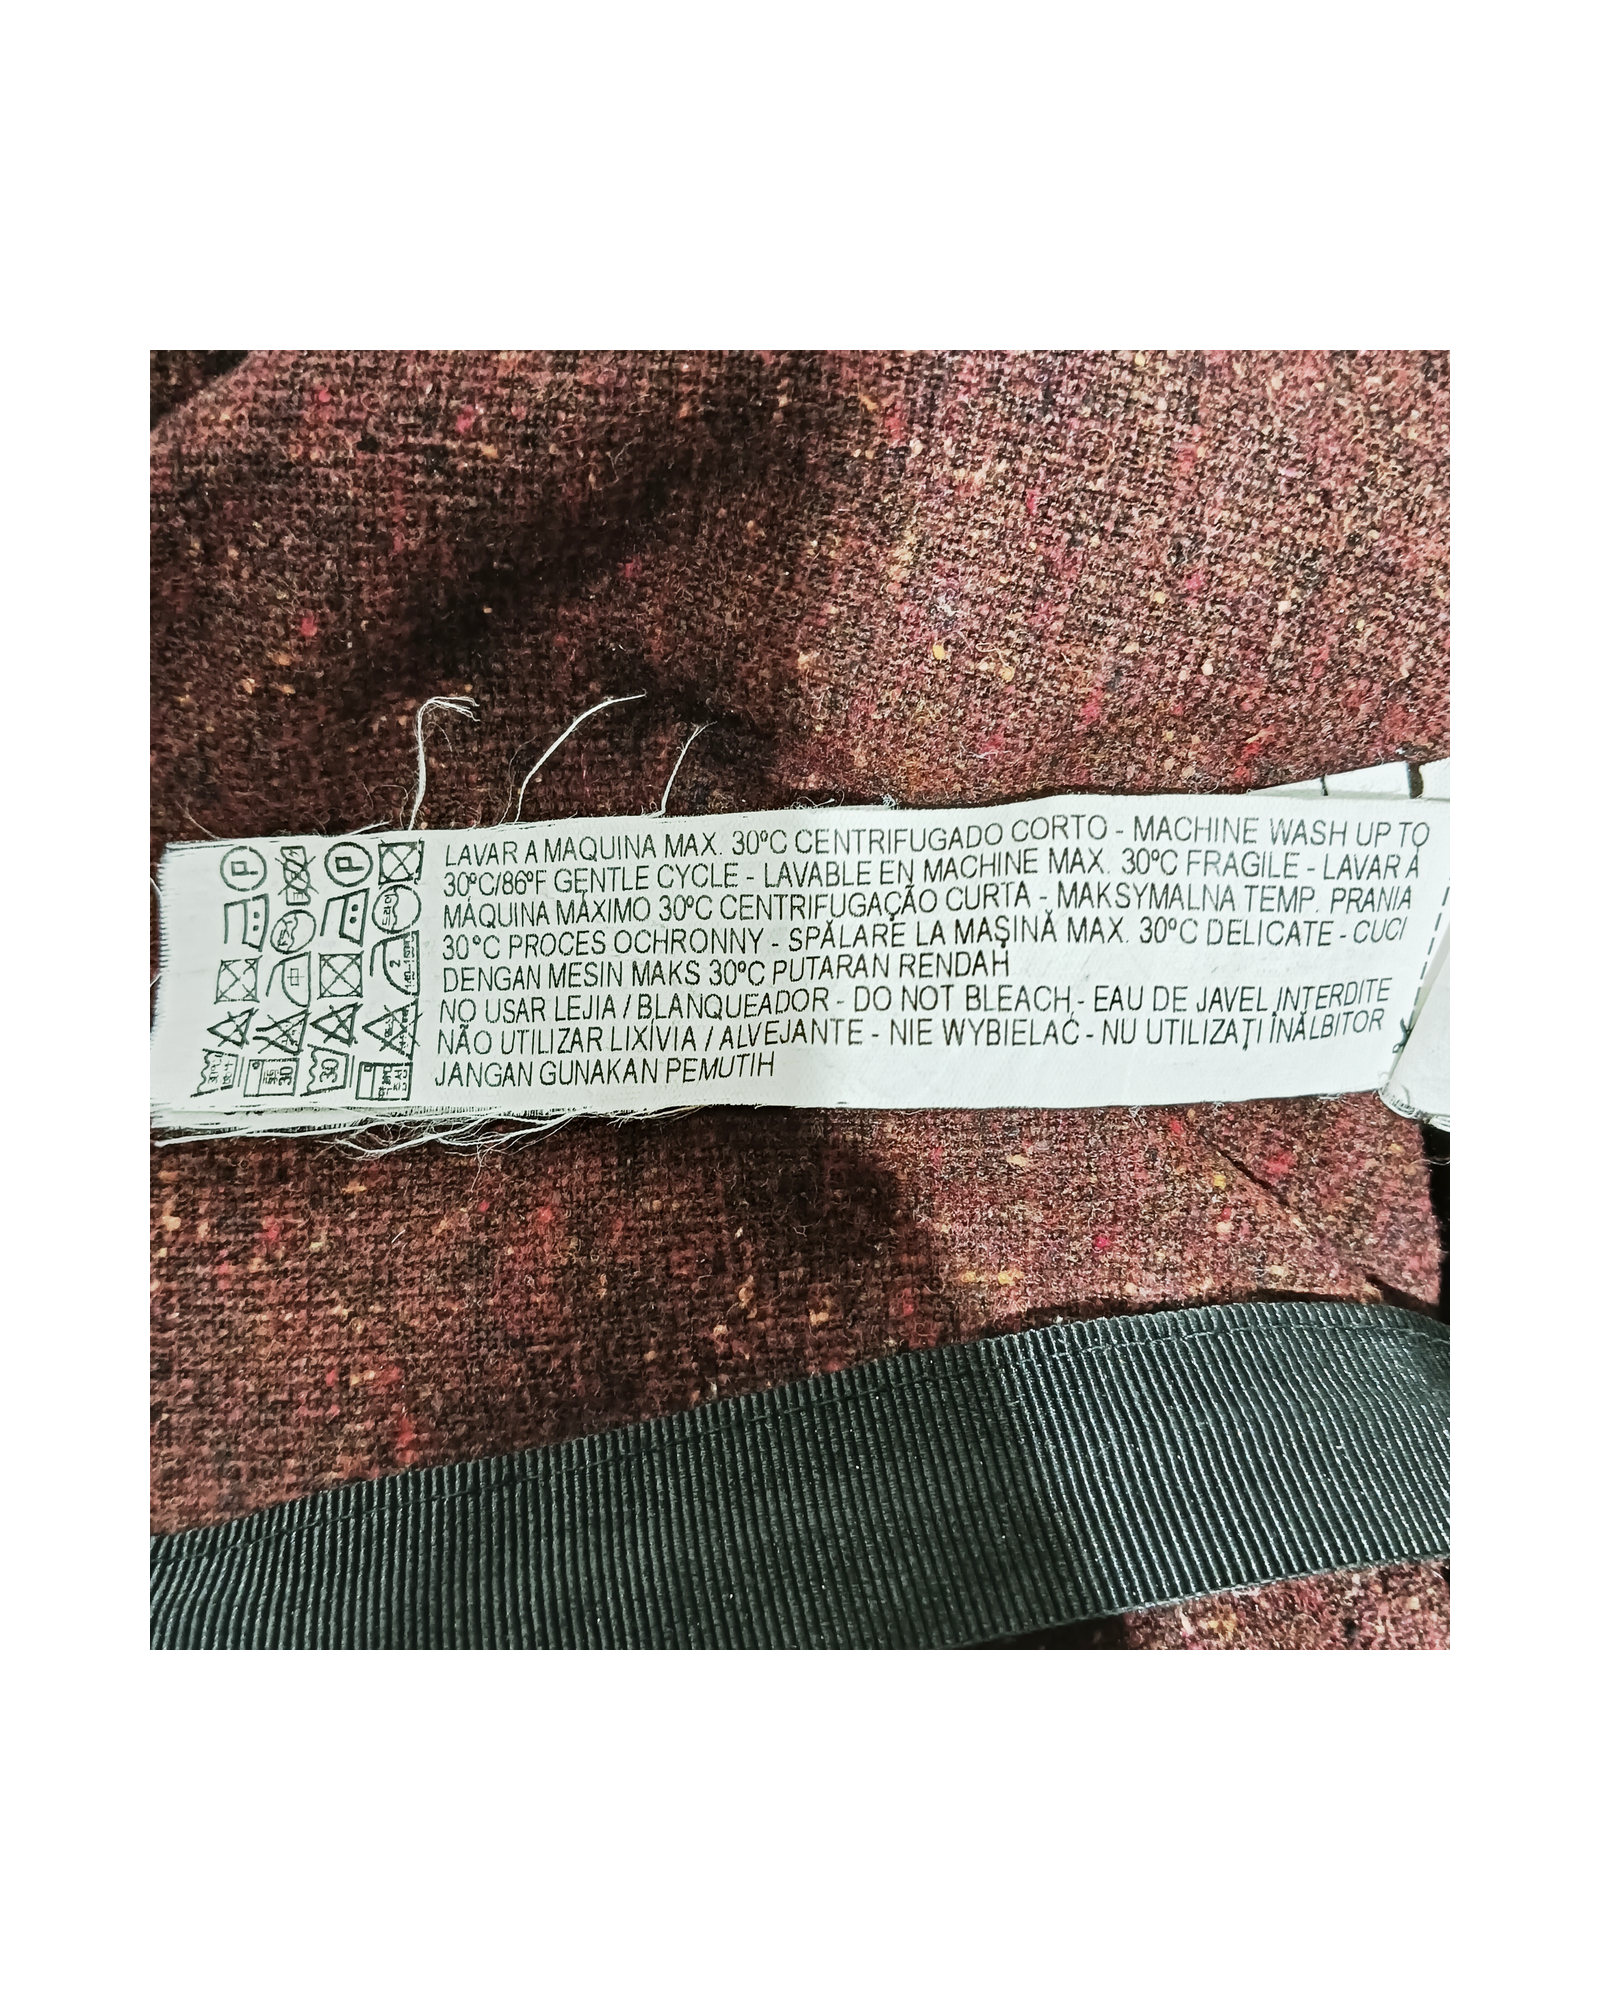 LAVAR A MAQUINA MAX. 30ºC CENTRIFUGADO CORTO - MACHINE WASH UP TO
30ºC/86ºF GENTLE CYCLE - LAVABLE EN MACHINE MAX. 30ºC FRAGILE - LAVAR À
MÁQUINA MÁXIMO 30ºC CENTRIFUGAÇÃO CURTA - MAKSYMALNA TEMP. PRANIA
30°C PROCES OCHRONNY - SPĂLARE LA MAŞINĂ MAX. 30ºC DELICATE - CUCI
DENGAN MESIN MAKS 30ºC PUTARAN RENDAH
NO USAR LEJIA / BLANQUEADOR - DO NOT BLEACH - EAU DE JAVEL INTERDITE
NÃO UTILIZAR LIXÍVIA / ALVEJANTE - NIE WYBIELAĆ - NU UTILIZAŢI ÎNĂLBITOR
JANGAN GUNAKAN PEMUTIH
P
P
30
30